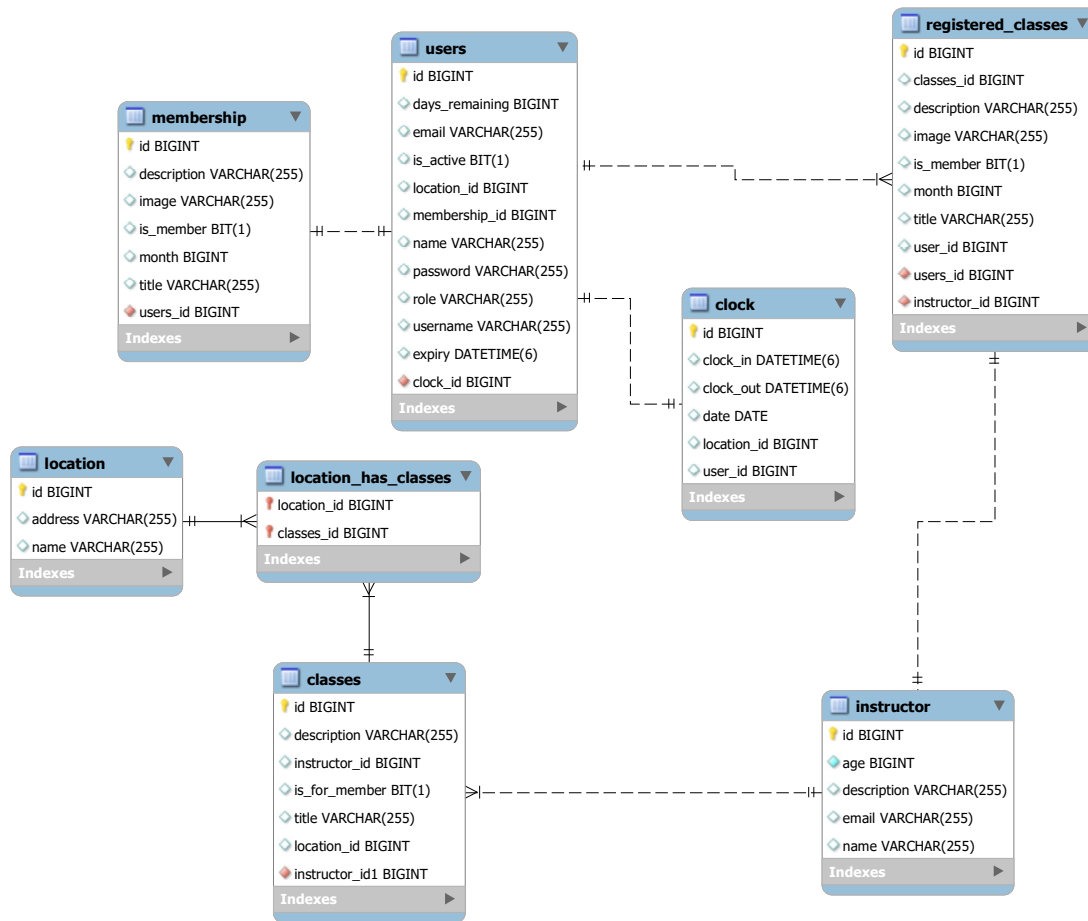 membership
id BIGINT
description VARCHAR(255)
image VARCHAR(255)
is_member BIT(1)
month BIGINT
title VARCHAR(255)
users_id BIGINT
Indexes
users
id BIGINT
days_remaining BIGINT
email VARCHAR(255)
is_active BIT(1)
location_id BIGINT
membership_id BIGINT
name VARCHAR(255)
password VARCHAR(255)
role VARCHAR(255)
username VARCHAR(255)
expiry DATETIME(6)
clock_id BIGINT
Indexes
registered_classes
id BIGINT
classes_id BIGINT
description VARCHAR(255)
image VARCHAR(255)
is_member BIT(1)
month BIGINT
title VARCHAR(255)
user_id BIGINT
users_id BIGINT
instructor_id BIGINT
Indexes
clock
id BIGINT
clock_in DATETIME(6)
clock_out DATETIME(6)
date DATE
location_id BIGINT
user_id BIGINT
Indexes
location
id BIGINT
address VARCHAR(255)
name VARCHAR(255)
Indexes
location_has_classes
location_id BIGINT
classes_id BIGINT
Indexes
classes
id BIGINT
description VARCHAR(255)
instructor_id BIGINT
is_for_member BIT(1)
title VARCHAR(255)
location_id BIGINT
instructor_id1 BIGINT
Indexes
instructor
id BIGINT
age BIGINT
description VARCHAR(255)
email VARCHAR(255)
name VARCHAR(255)
Indexes